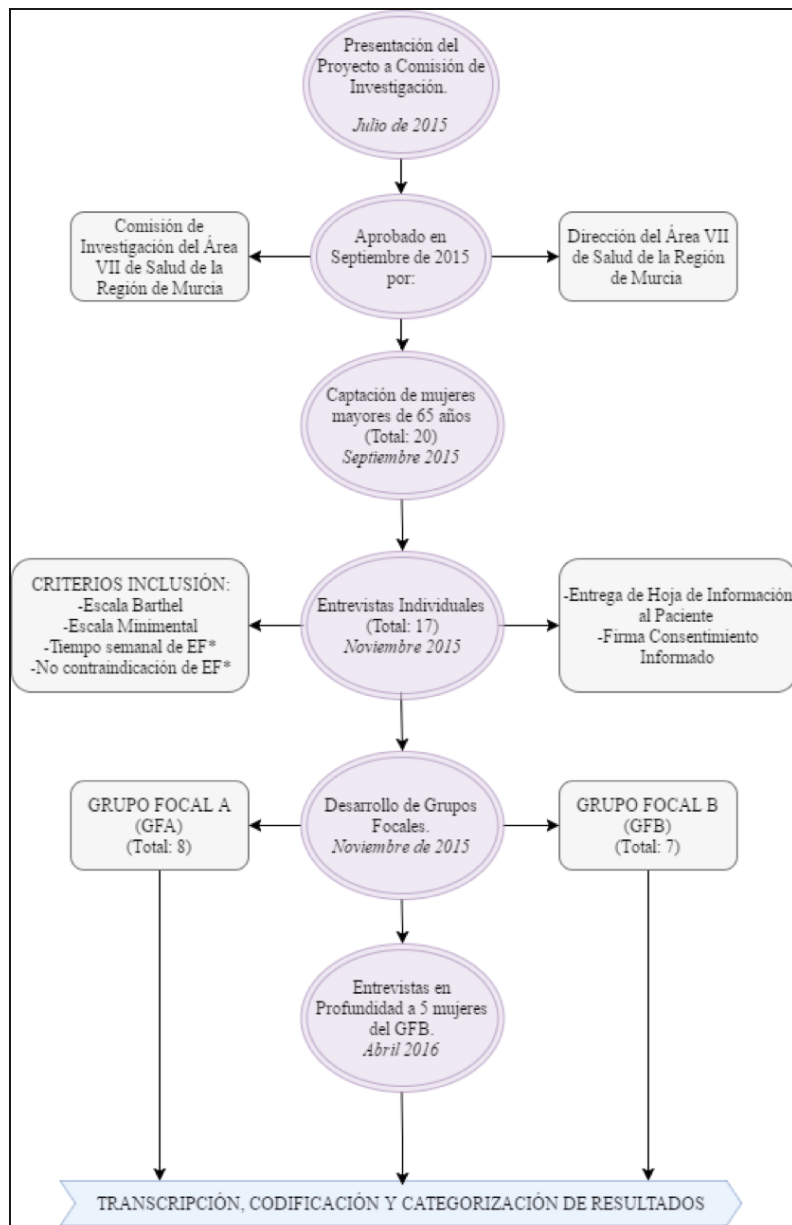 Presentación del
Proyecto a Comisión de
Investigación.
Julio de 2015
Comisión de
Investigación del Área
VII de Salud de la
Región de Murcia
Aprobado en
Septiembre de 2015
por:
Dirección del Área VII
de Salud de la Región
de Murcia
Captación de mujeres
mayores de 65 años
(Total: 20)
Septiembre 2015
CRITERIOS INCLUSIÓN:
-Escala Barthel
-Escala Minimental
-Tiempo semanal de EF*
-No contraindicación de EF*
Entrevistas Individuales
(Total: 17)
Noviembre 2015
-Entrega de Hoja de Información
al Paciente
-Firma Consentimiento
Informado
GRUPO FOCAL A
(GFA)
(Total: 8)
Desarrollo de Grupos
Focales.
Noviembre de 2015
GRUPO FOCAL B
(GFB)
(Total: 7)
Entrevistas en
Profundidad a 5 mujeres
del GFB.
Abril 2016
TRANSCRIPCIÓN, CODIFICACIÓN Y CATEGORIZACIÓN DE RESULTADOS